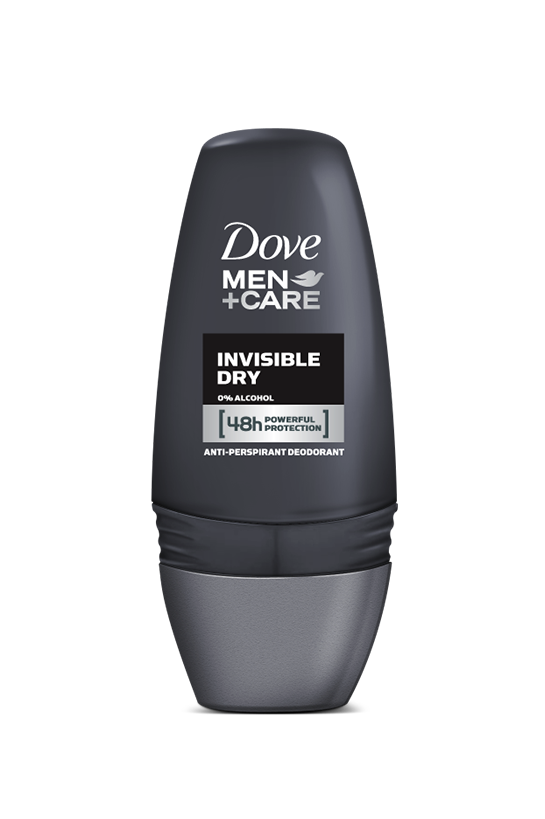 Dove
MEN
+CARE
INVISIBLE
DRY
0% ALCOHOL
[48h POWERFUL
PROTECTION]
ANTI-PERSPIRANT DEODORANT